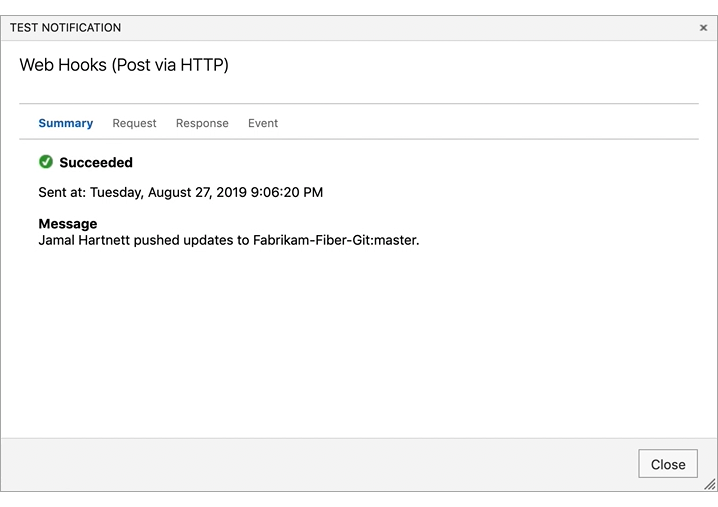 TEST NOTIFICATION
Web Hooks (Post via HTTP)
Summary Request Response Event
Succeeded
Sent at: Tuesday, August 27, 2019 9:06:20 PM
Message
Jamal Hartnett pushed updates to Fabrikam-Fiber-Git:master.
Close